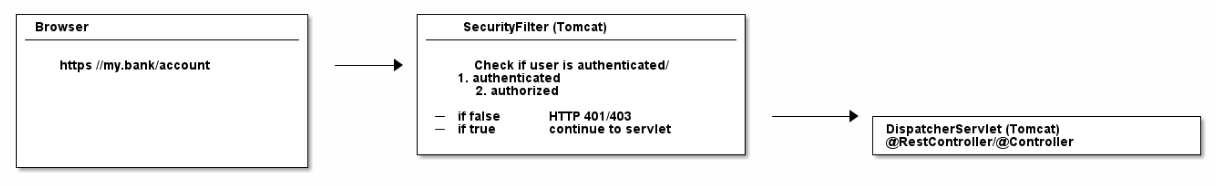 Browser
https //my.bank/account
SecurityFilter (Tomcat)
Check if user is authenticated/
1. authenticated
2. authorized
— if false HTTP 401/403
— if true continue to servlet
DispatcherServlet (Tomcat)
@RestController/@Controller